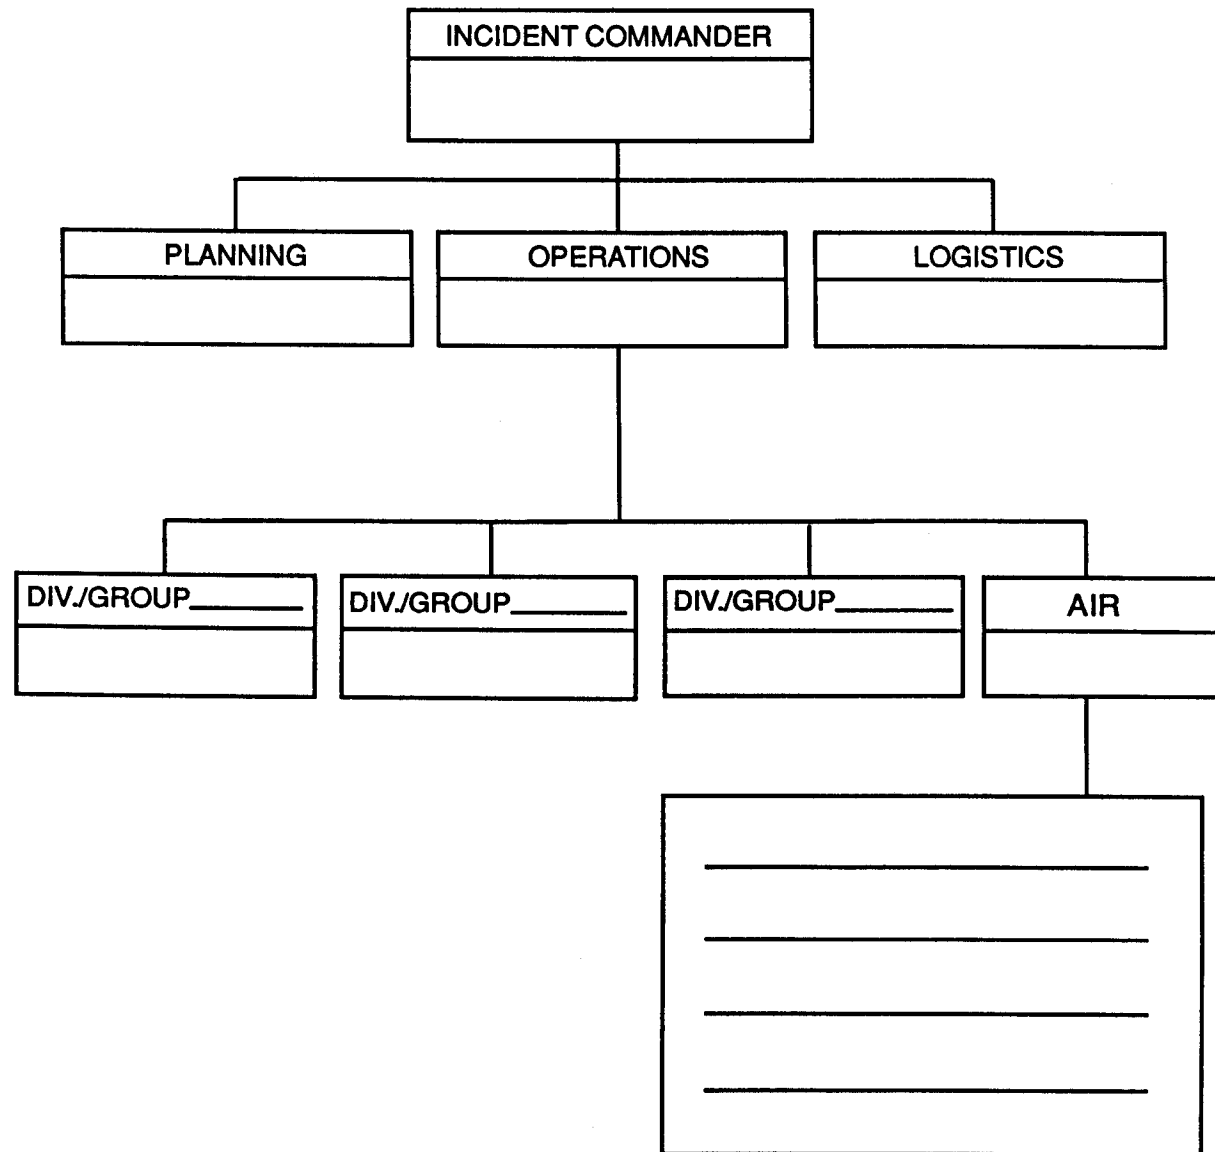 INCIDENT COMMANDER
PLANNING
OPERATIONS
LOGISTICS
DIV./GROUP
DIV./GROUP
DIV./GROUP
AIR